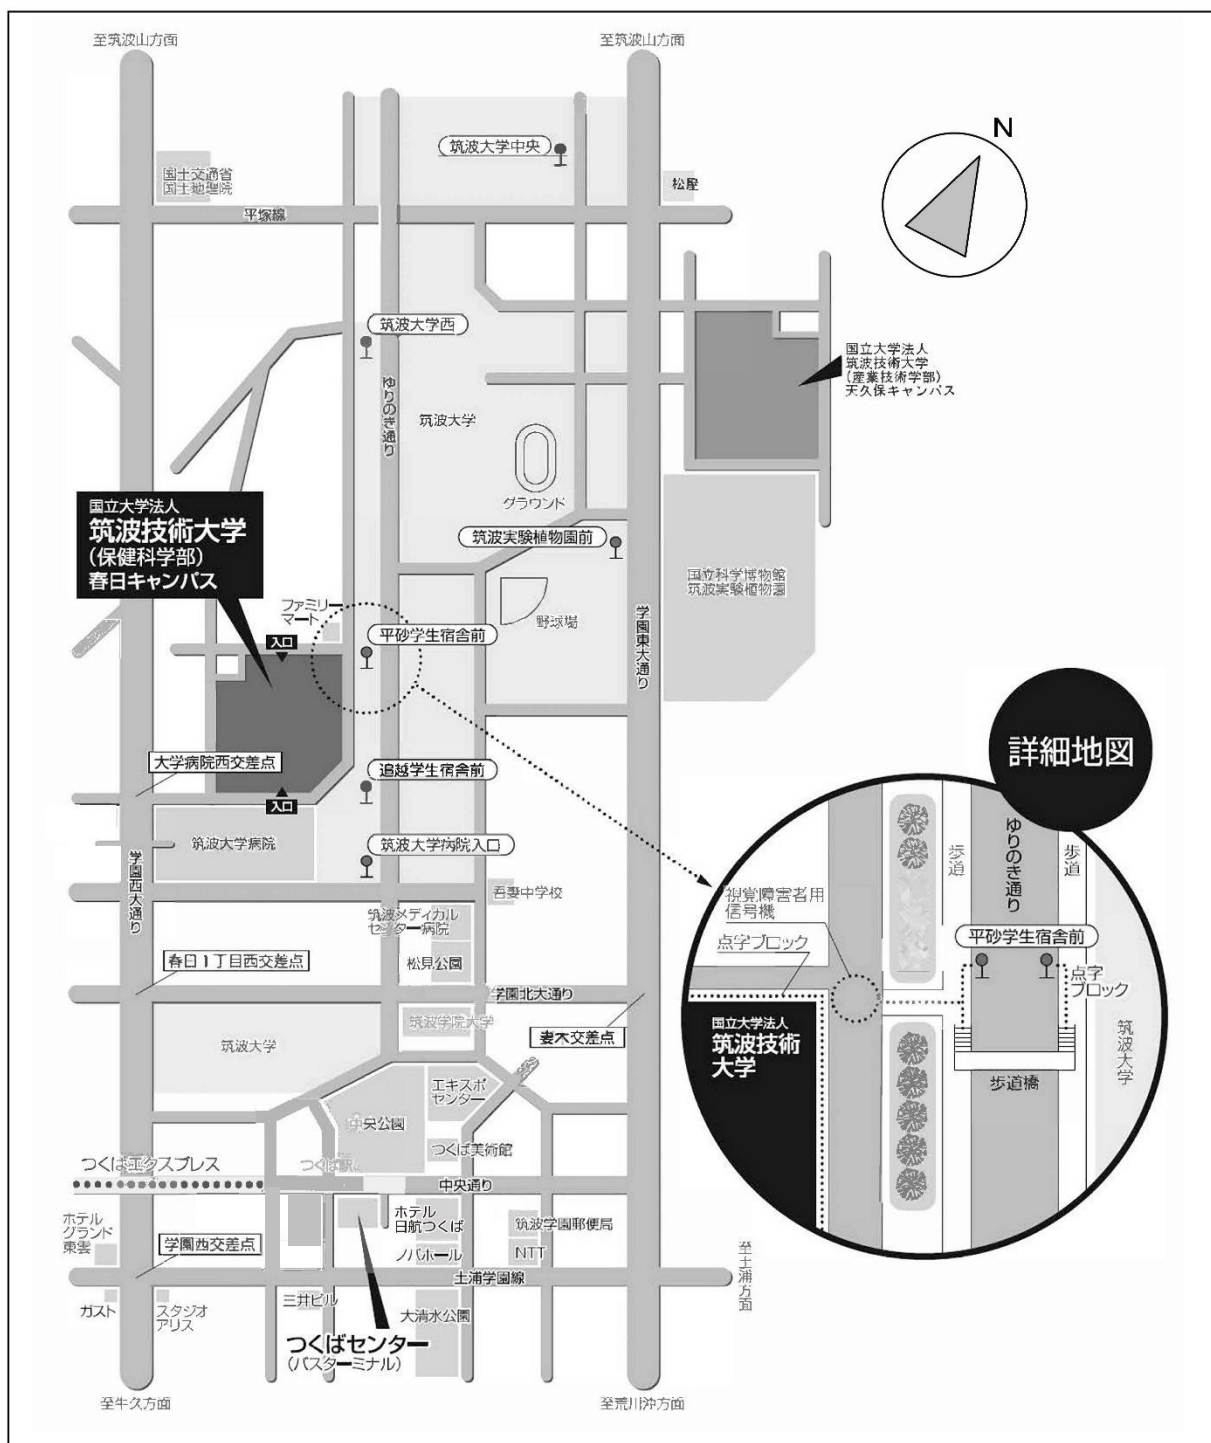 至筑波山方面
至筑波山方面
N
筑波大学中央
国土交通省
国土地理院
松屋
平塚線
筑波大学西
ゆりのき通り
筑波大学
国立大学法人
筑波技術大学
(産業技術学部)
天久保キャンパス
グラウンド
国立大学法人
筑波技術大学
(保健科学部)
春日キャンパス
筑波実験植物園前
国立科学博物館
筑波実験植物園
ファミリー
マート
野球場
学園東大通り
入口
平砂学生宿舎前
大学病院西交差点
追越学生宿舎前
入口
筑波大学病院
筑波大学病院入口
学園西大通り
吾妻中学校
筑波メディカル
センター病院
春日1丁目西交差点
松見公園
学園北大通り
筑波学院大学
妻木交差点
筑波大学
エキスポ
センター
中央公園
つくば美術館
つくばエクスプレス
つくば駅
中央通り
ホテル
グランド
東雲
学園西交差点
ホテル
日航つくば
筑波学園郵便局
ノバホール
NTT
土浦学園線
至土浦方面
ガスト
スタジオ
アリス
三井ビル
大清水公園
つくばセンター
(バスターミナル)
至牛久方面
至荒川沖方面
詳細地図
ゆりのき通り
歩道
歩道
視覚障害者用
信号機
点字ブロック
平砂学生宿舎前
点字
ブロック
国立大学法人
筑波技術
大学
歩道橋
筑波大学